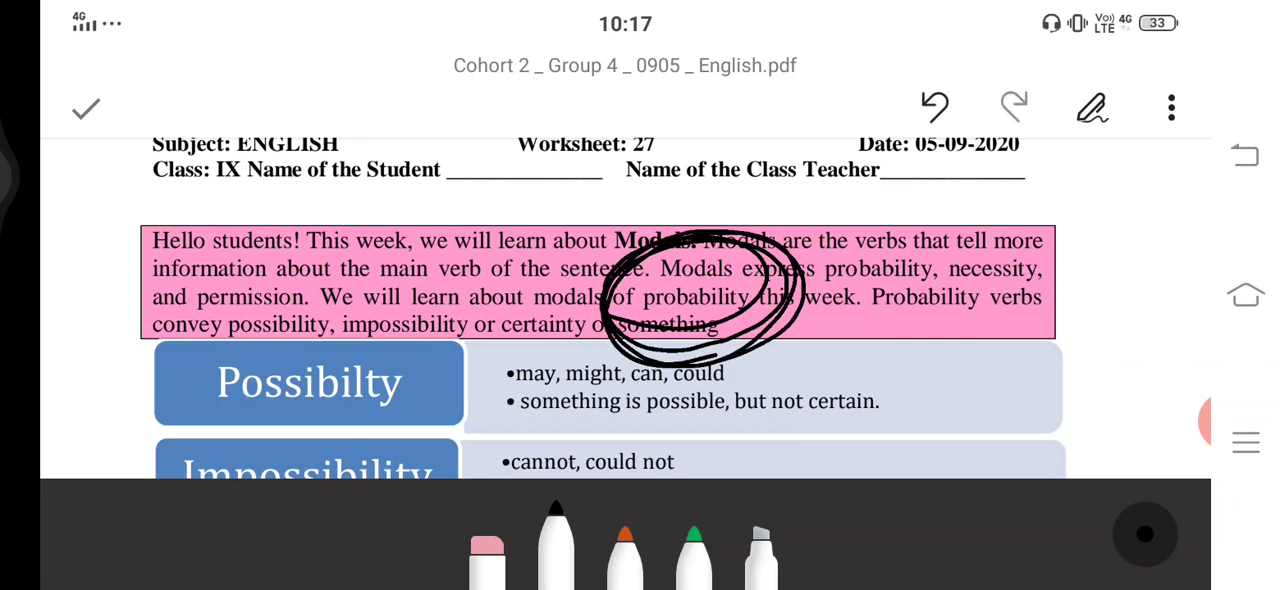 4G 10:17 Vo)) LTE 4G 33
Cohort 2 _ Group 4 _ 0905 _ English.pdf
Subject: ENGLISH Worksheet: 27 Date: 05-09-2020
Class: IX Name of the Student ______________ Name of the Class Teacher_____________
Hello students! This week, we will learn about Modals. Modals are the verbs that tell more
information about the main verb of the sentence. Modals express probability, necessity,
and permission. We will learn about modals of probability this week. Probability verbs
convey possibility, impossibility or certainty of something
Possibilty
•may, might, can, could
• something is possible, but not certain.
Impossibility
•cannot, could not